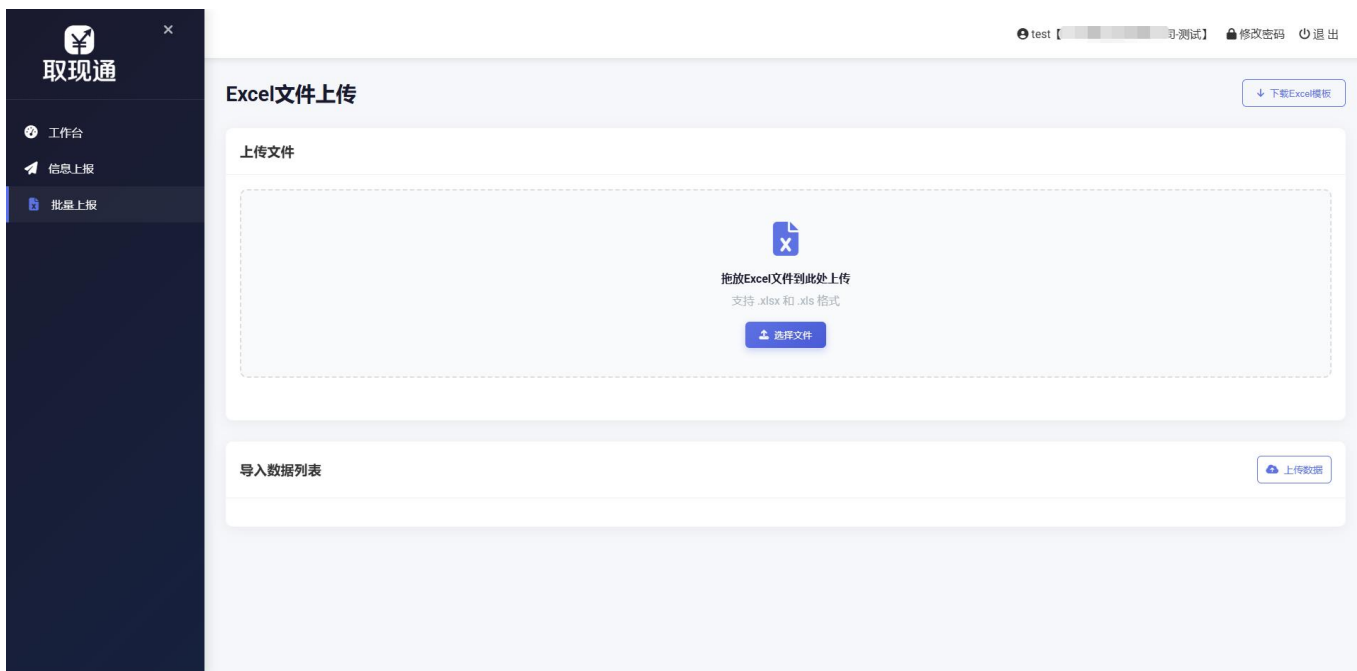 取现通
工作台
信息上报
批量上报
test【 司-测试】 修改密码 退出
Excel文件上传
下载Excel模板
上传文件
拖放Excel文件到此处上传
支持 .xlsx 和 .xls 格式
选择文件
导入数据列表
上传数据